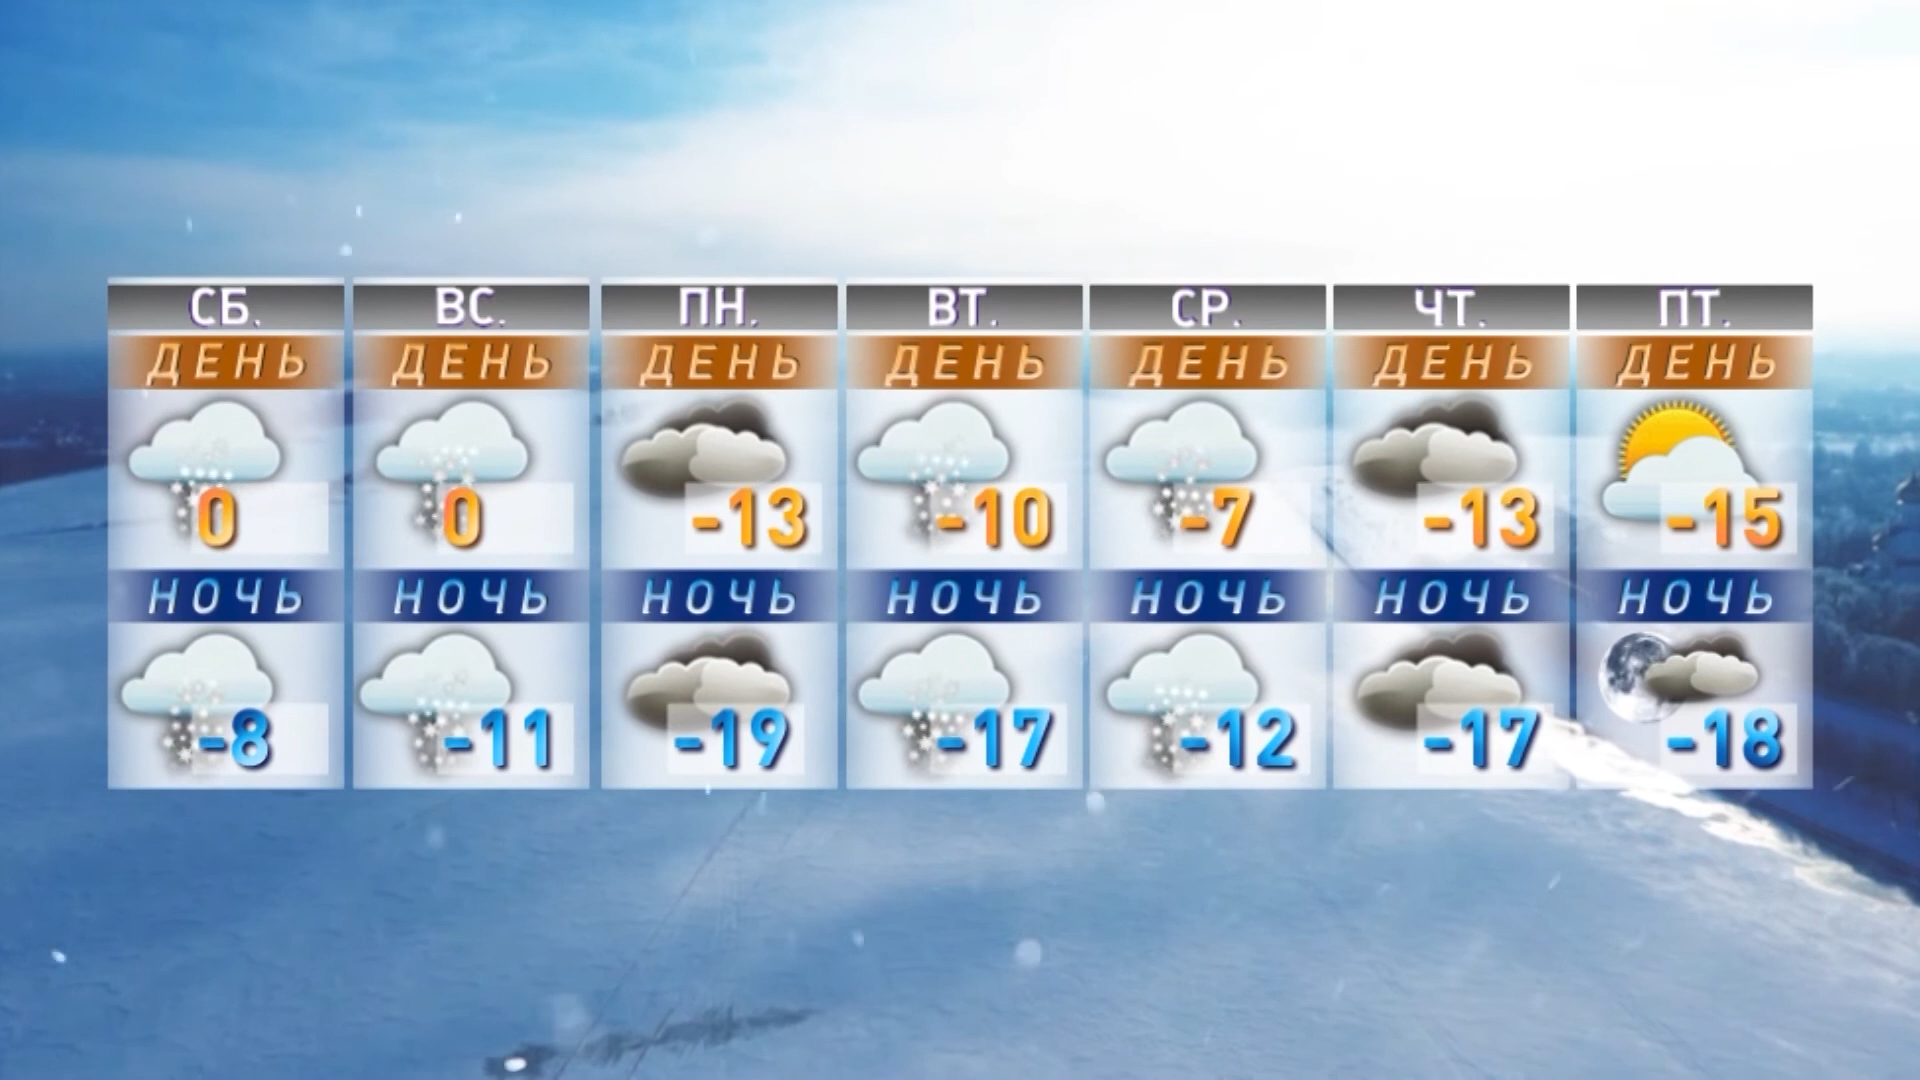 СБ. ВС. ПН. ВТ. СР. ЧТ. ПТ.
ДЕНЬ ДЕНЬ ДЕНЬ ДЕНЬ ДЕНЬ ДЕНЬ ДЕНЬ
0 0 -13 -10 -7 -13 -15
НОЧЬ НОЧЬ НОЧЬ НОЧЬ НОЧЬ НОЧЬ НОЧЬ
-8 -11 -19 -17 -12 -17 -18